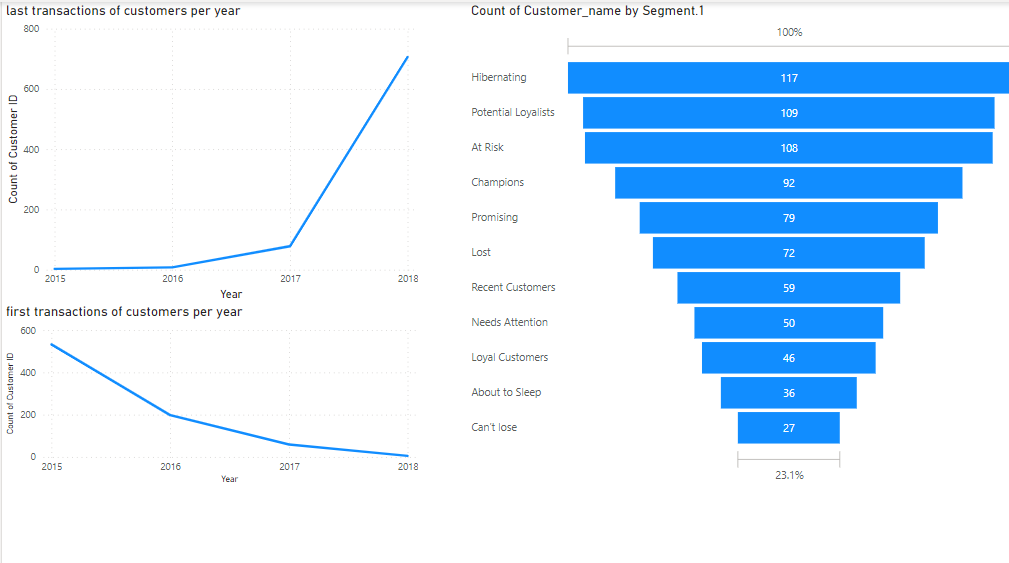 last transactions of customers per year
800
600
400
200
0
Count of Customer ID
2015 2016 2017 2018
Year
first transactions of customers per year
600
400
200
0
Count of Customer ID
2015 2016 2017 2018
Year
Count of Customer_name by Segment.1
100%
Hibernating 117
Potential Loyalists 109
At Risk 108
Champions 92
Promising 79
Lost 72
Recent Customers 59
Needs Attention 50
Loyal Customers 46
About to Sleep 36
Can't lose 27
23.1%